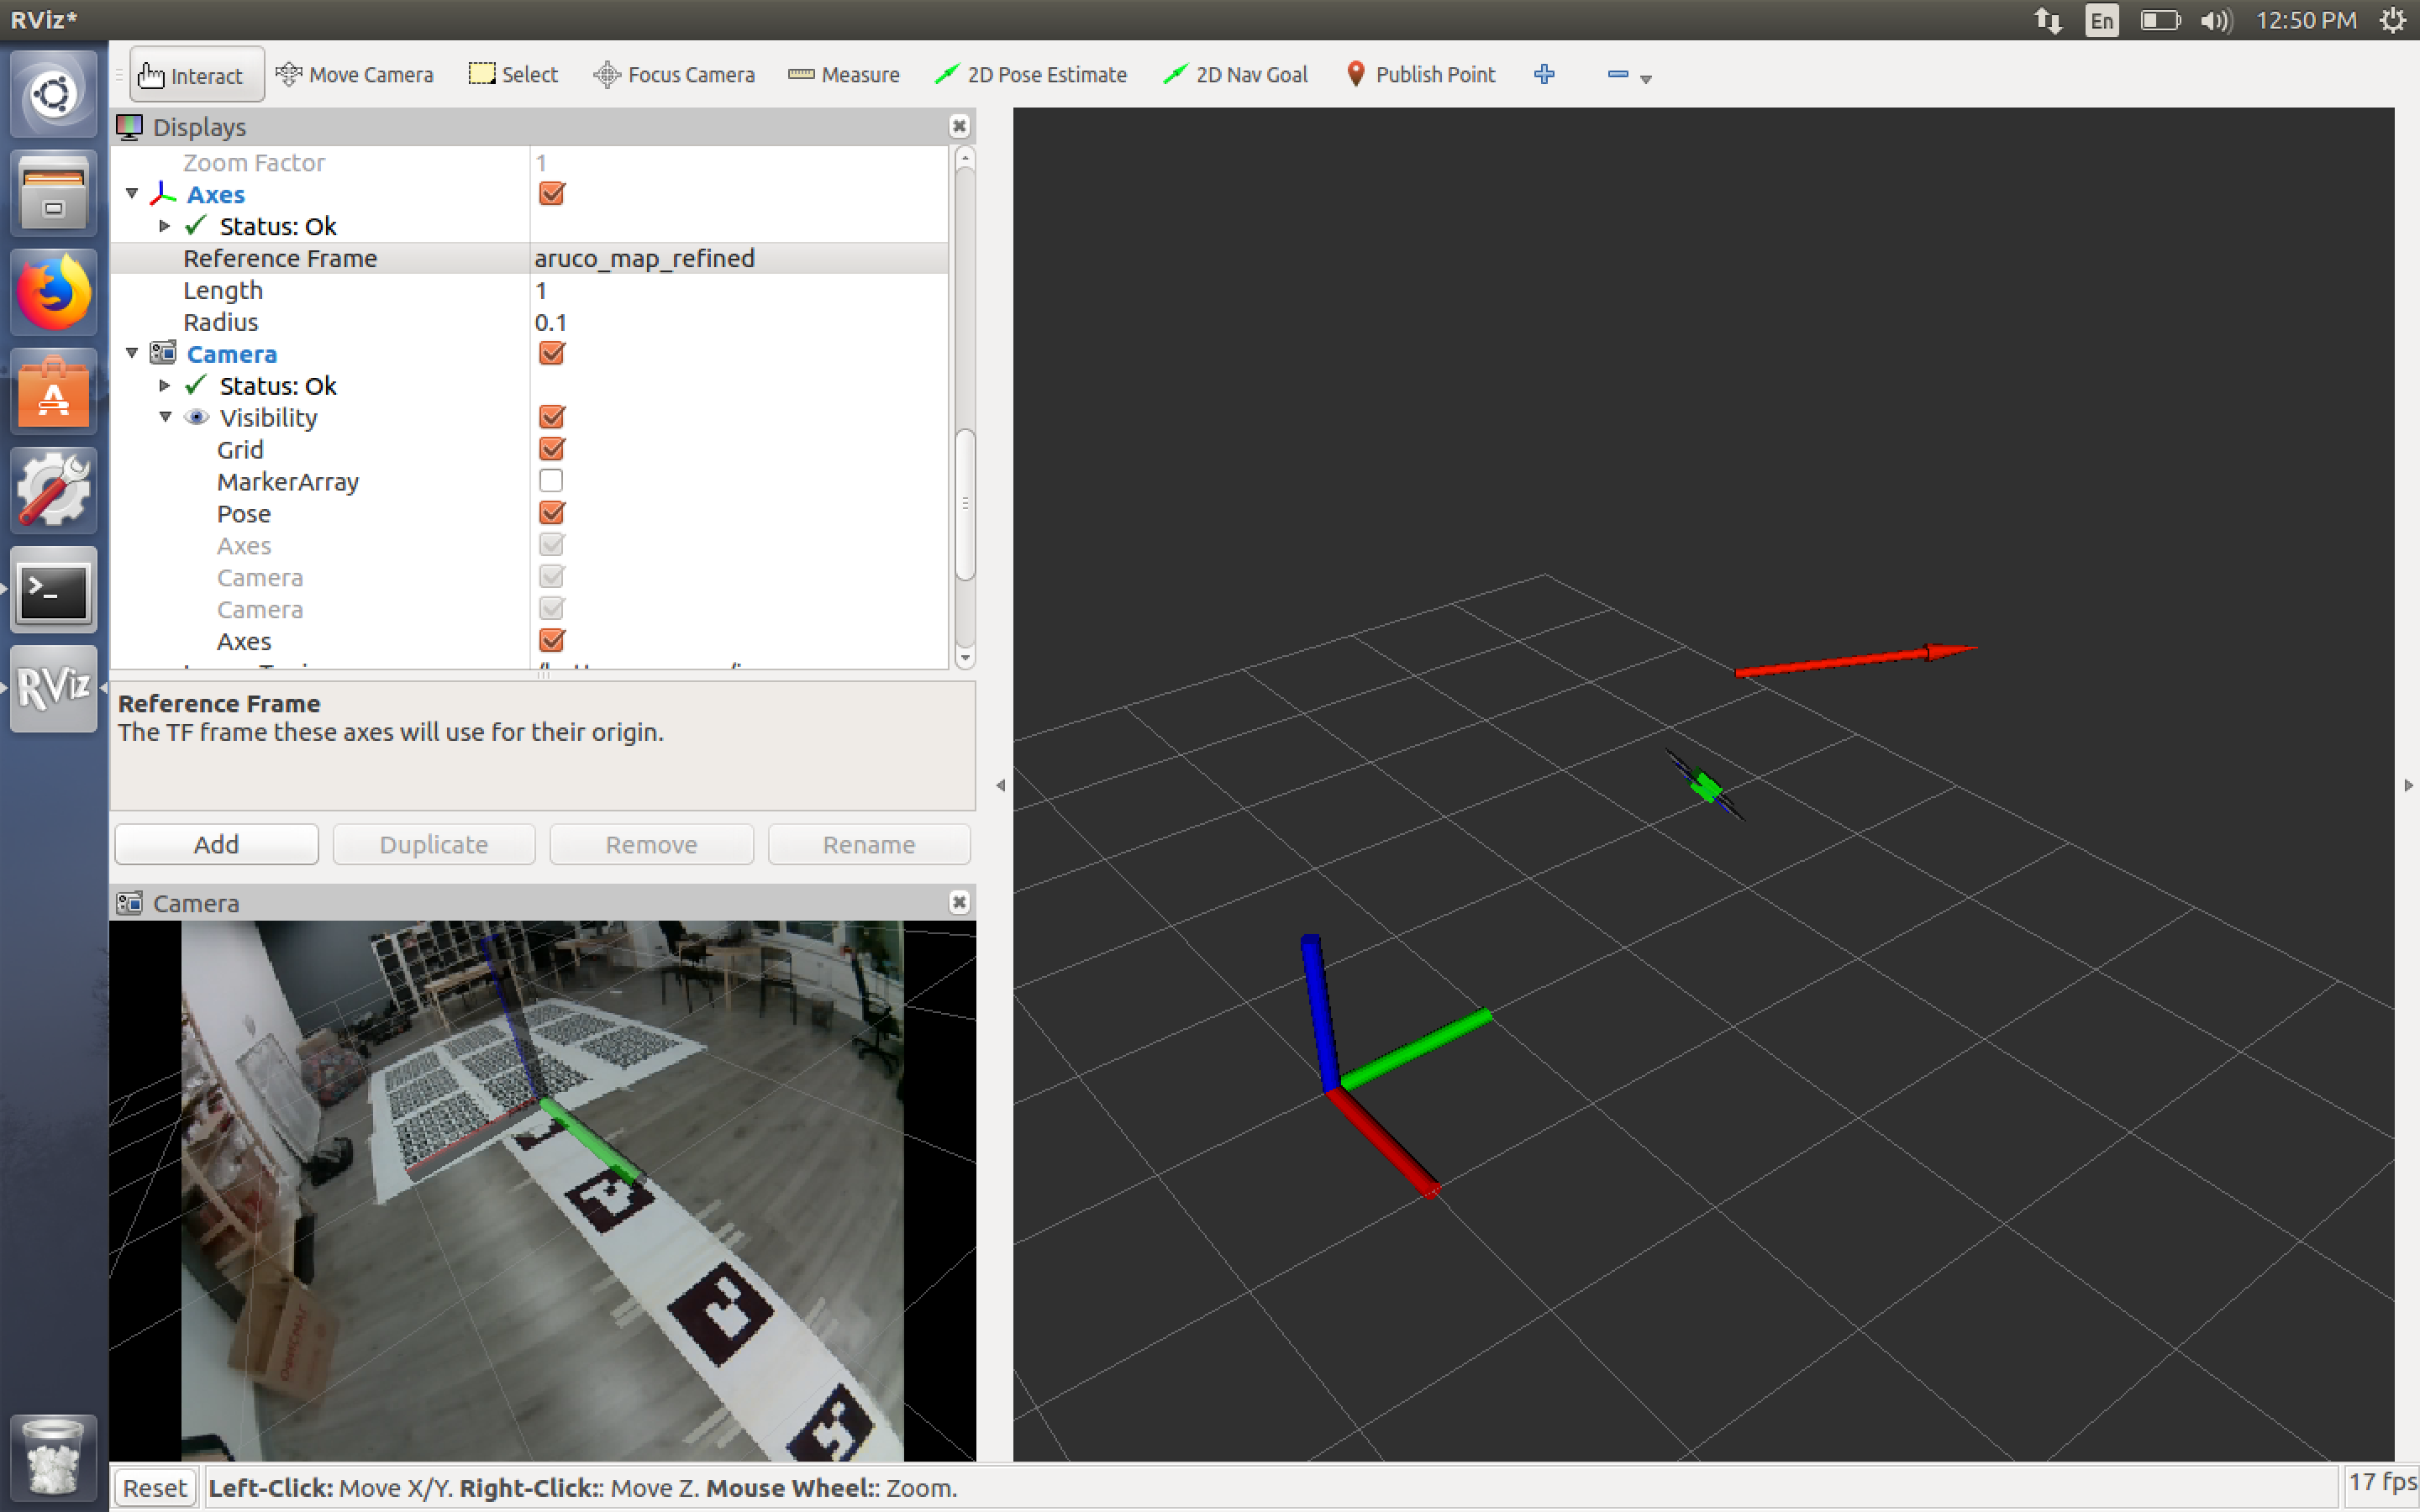 RViz*
En
12:50 PM
Interact
Move Camera
Select
Focus Camera
Measure
2D Pose Estimate
2D Nav Goal
Publish Point
Displays
Zoom Factor 1
Axes
Status: Ok
Reference Frame aruco_map_refined
Length 1
Radius 0.1
Camera
Status: Ok
Visibility
Grid
MarkerArray
Pose
Axes
Camera
Camera
Axes
Reference Frame
The TF frame these axes will use for their origin.
Add
Duplicate
Remove
Rename
RViz
Camera
Reset
Left-Click: Move X/Y. Right-Click:: Move Z. Mouse Wheel:: Zoom.
17 fps